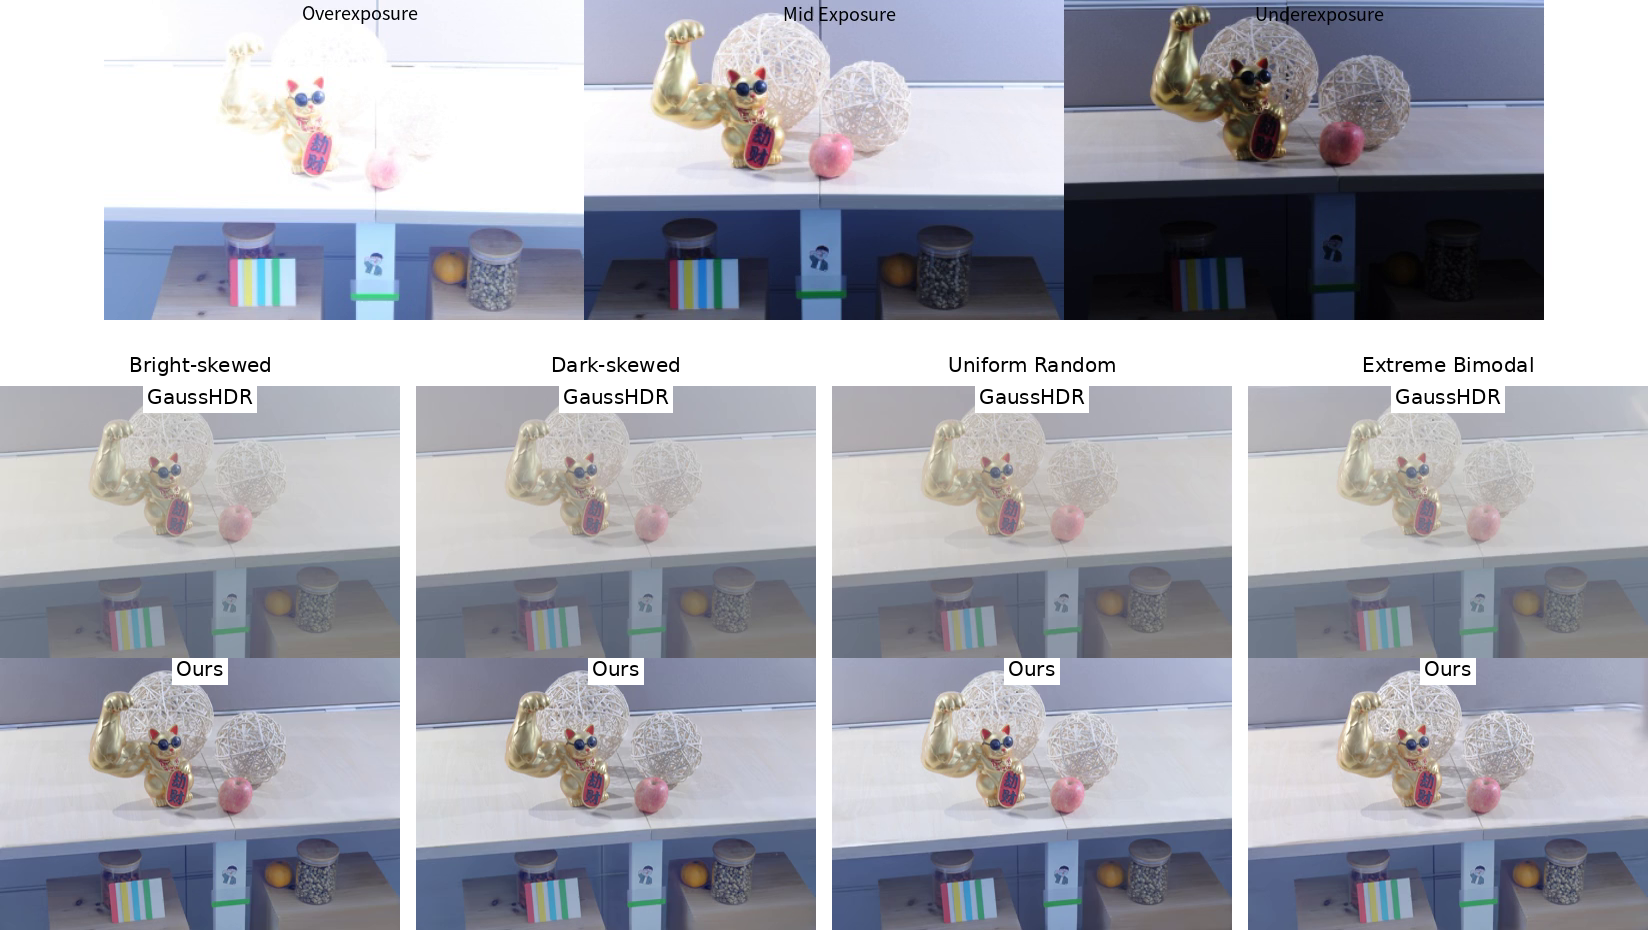 Overexposure
Mid Exposure
Underexposure
Bright-skewed
Dark-skewed
Uniform Random
Extreme Bimodal
GaussHDR
GaussHDR
GaussHDR
GaussHDR
Ours
Ours
Ours
Ours